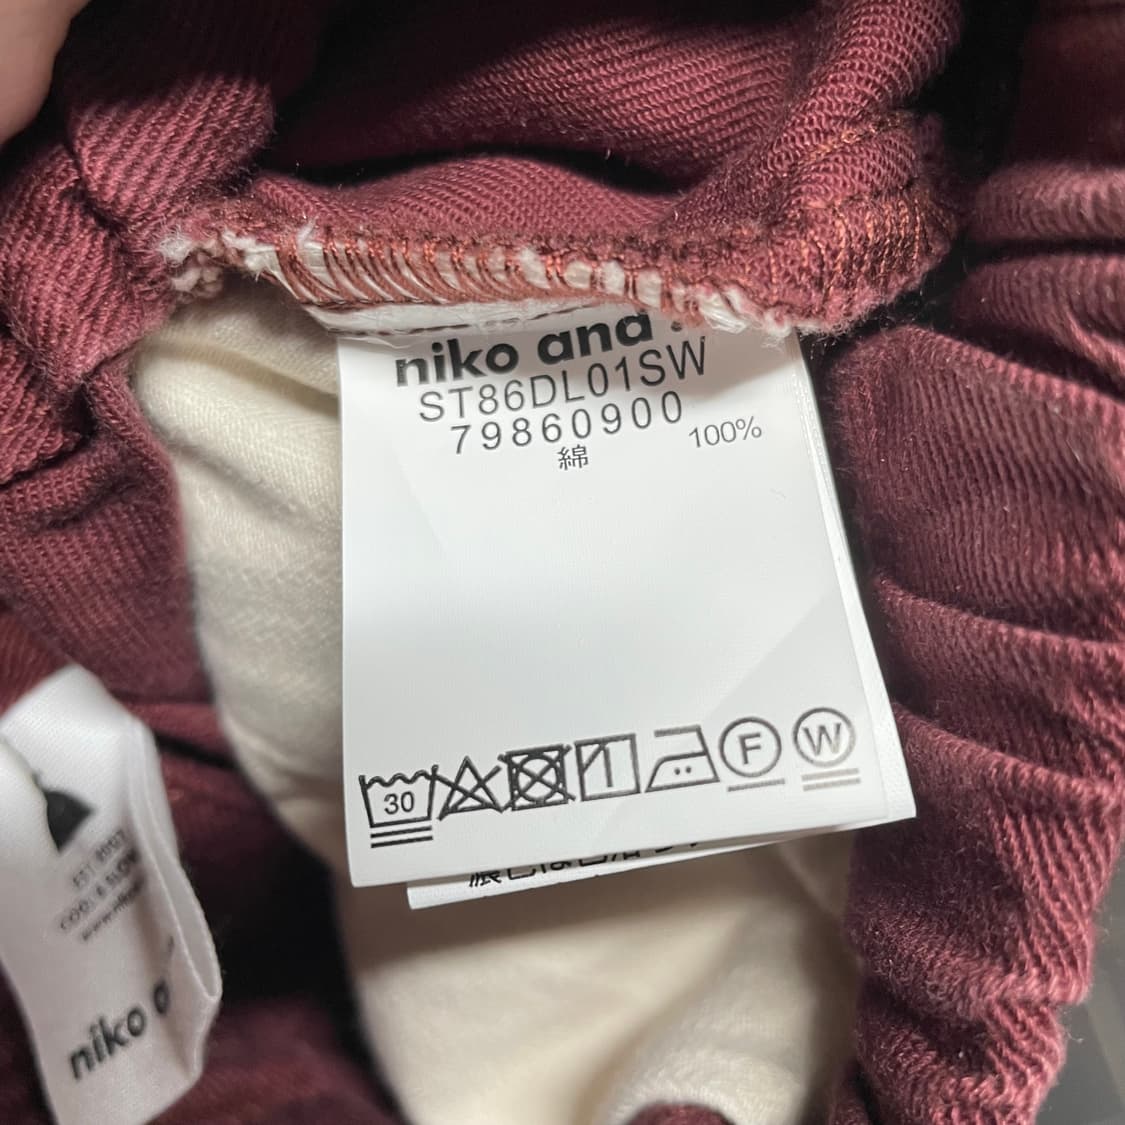 niko and
ST86DL01SW
79860900
綿 100%
30
F
W
niko a